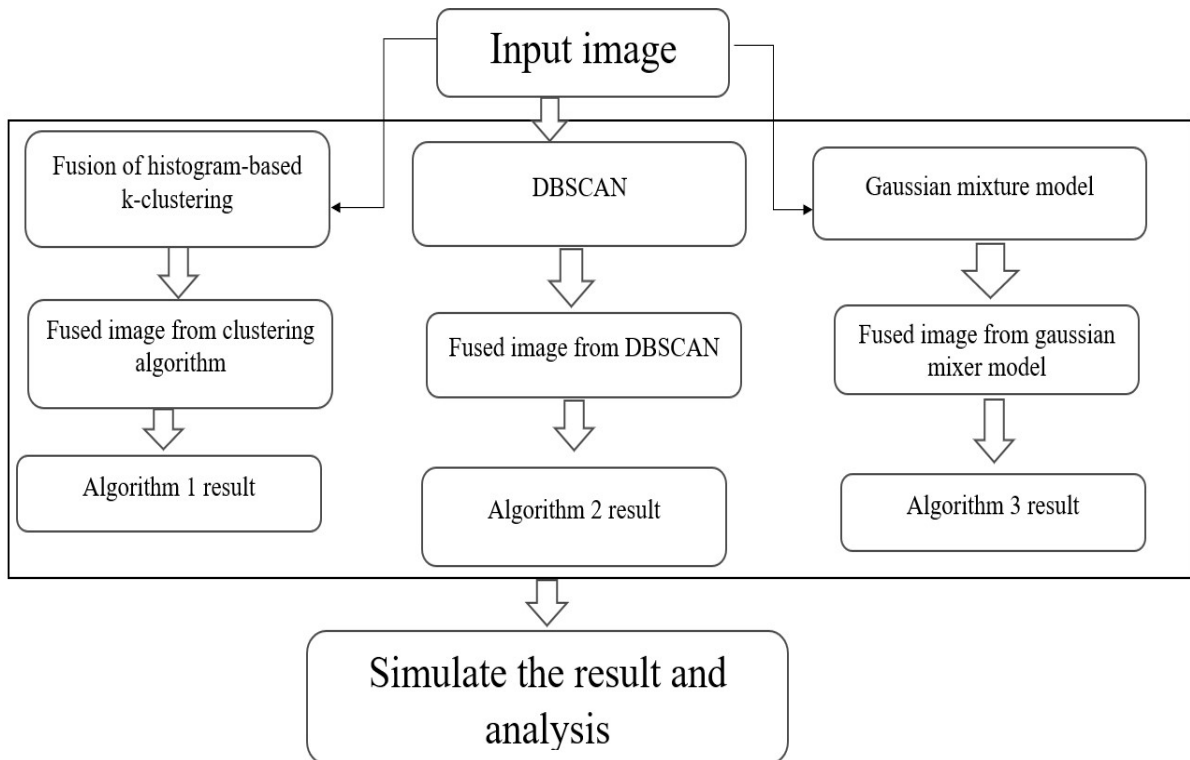 Input image
Fusion of histogram-based
k-clustering
DBSCAN
Gaussian mixture model
Fused image from clustering
algorithm
Fused image from DBSCAN
Fused image from gaussian
mixer model
Algorithm 1 result
Algorithm 2 result
Algorithm 3 result
Simulate the result and
analysis